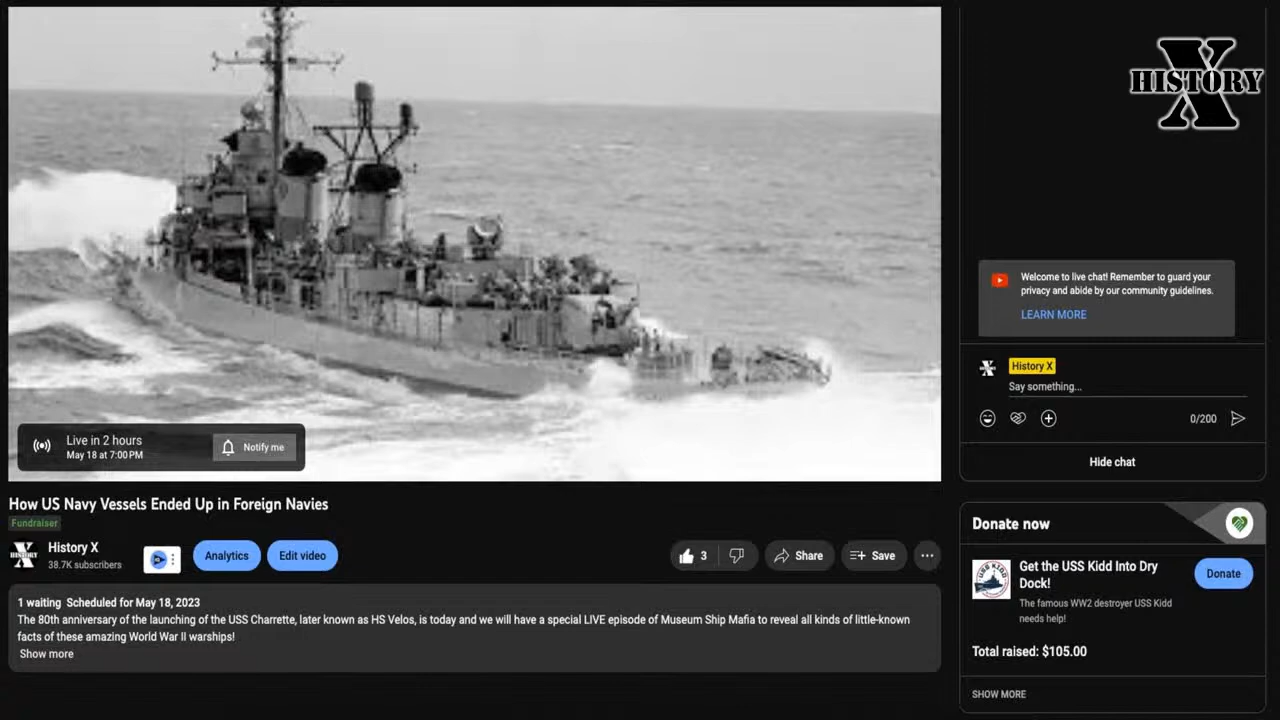 HISTORY
X
Welcome to live chat! Remember to guard your
privacy and abide by our community guidelines.
LEARN MORE
History X
Say something...
0/200
Hide chat
Live in 2 hours
May 18 at 7:00 PM
Notify me
How US Navy Vessels Ended Up in Foreign Navies
Fundraiser
HISTORY
History X
38.7K subscribers
Analytics
Edit video
3
Share
Save
1 waiting Scheduled for May 18, 2023
The 80th anniversary of the launching of the USS Charrette, later known as HS Velos, is today and we will have a special LIVE episode of Museum Ship Mafia to reveal all kinds of little-known
facts of these amazing World War II warships!
Show more
Donate now
USS KIDD
Get the USS Kidd Into Dry
Dock!
The famous WW2 destroyer USS Kidd
needs help!
Donate
Total raised: $105.00
SHOW MORE